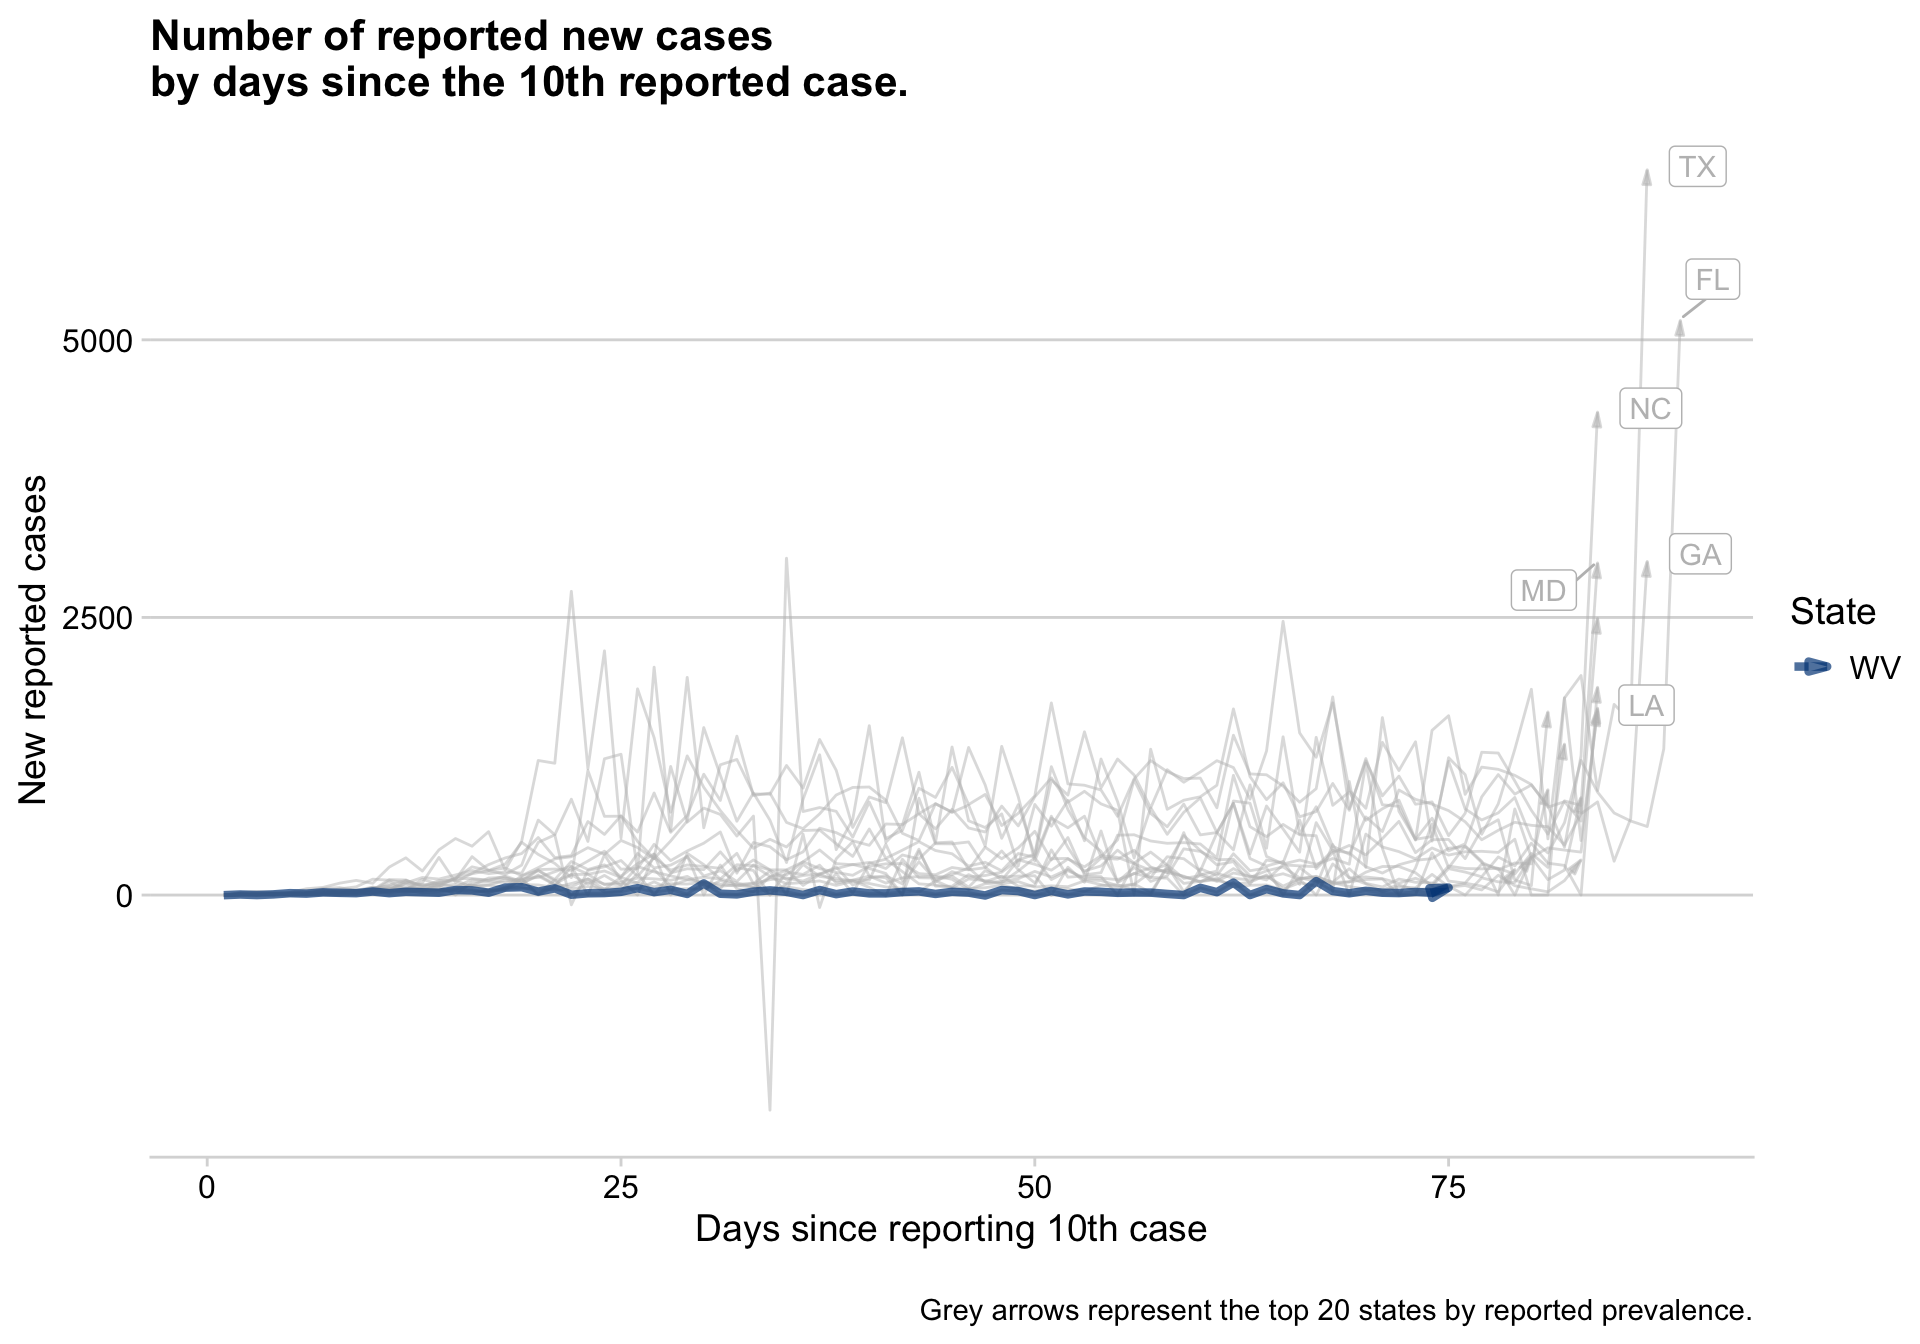 Number of reported new cases
by days since the 10th reported case.
TX
FL
5000
NC
GA
MD
2500
State
WV
LA
New reported cases
0
0 25 50 75
Days since reporting 10th case
Grey arrows represent the top 20 states by reported prevalence.